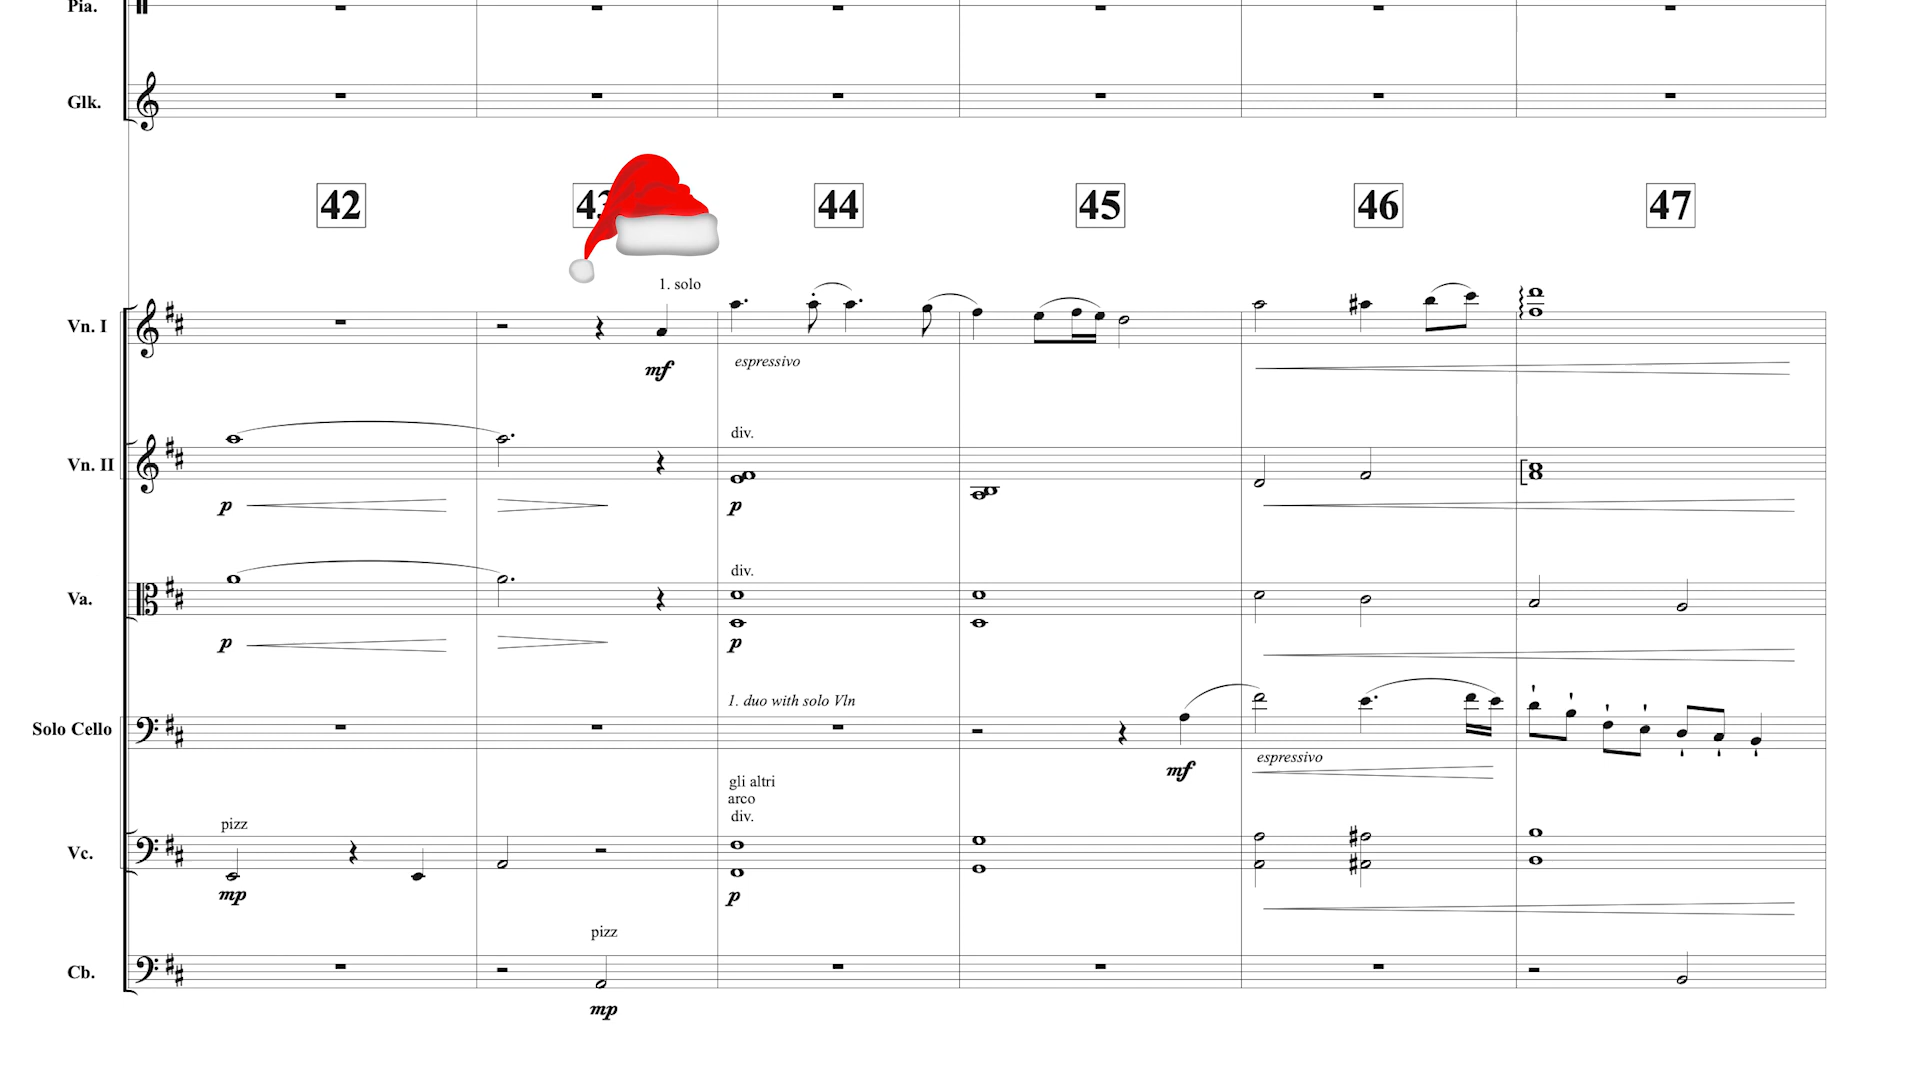 Pia.
Glk.
42 43 44 45 46 47
1. solo
Vn. I
mf espressivo
div.
Vn. II
p p
div.
Va.
p p
1. duo with solo Vln
Solo Cello
mf espressivo
gli altri
arco
pizz div.
Vc.
mp p
pizz
Cb.
mp